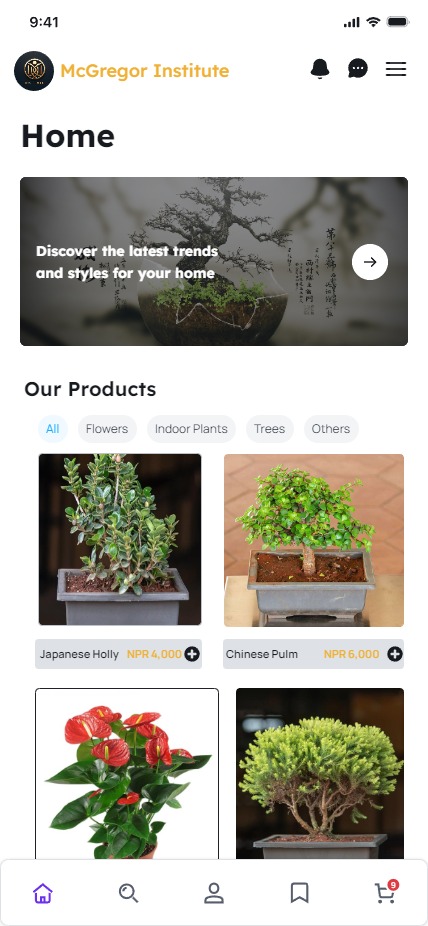 9:41
McGregor Institute
Home
Discover the latest trends
and styles for your home
Our Products
All
Flowers
Indoor Plants
Trees
Others
Japanese Holly NPR 4,000
Chinese Pulm NPR 6,000
9